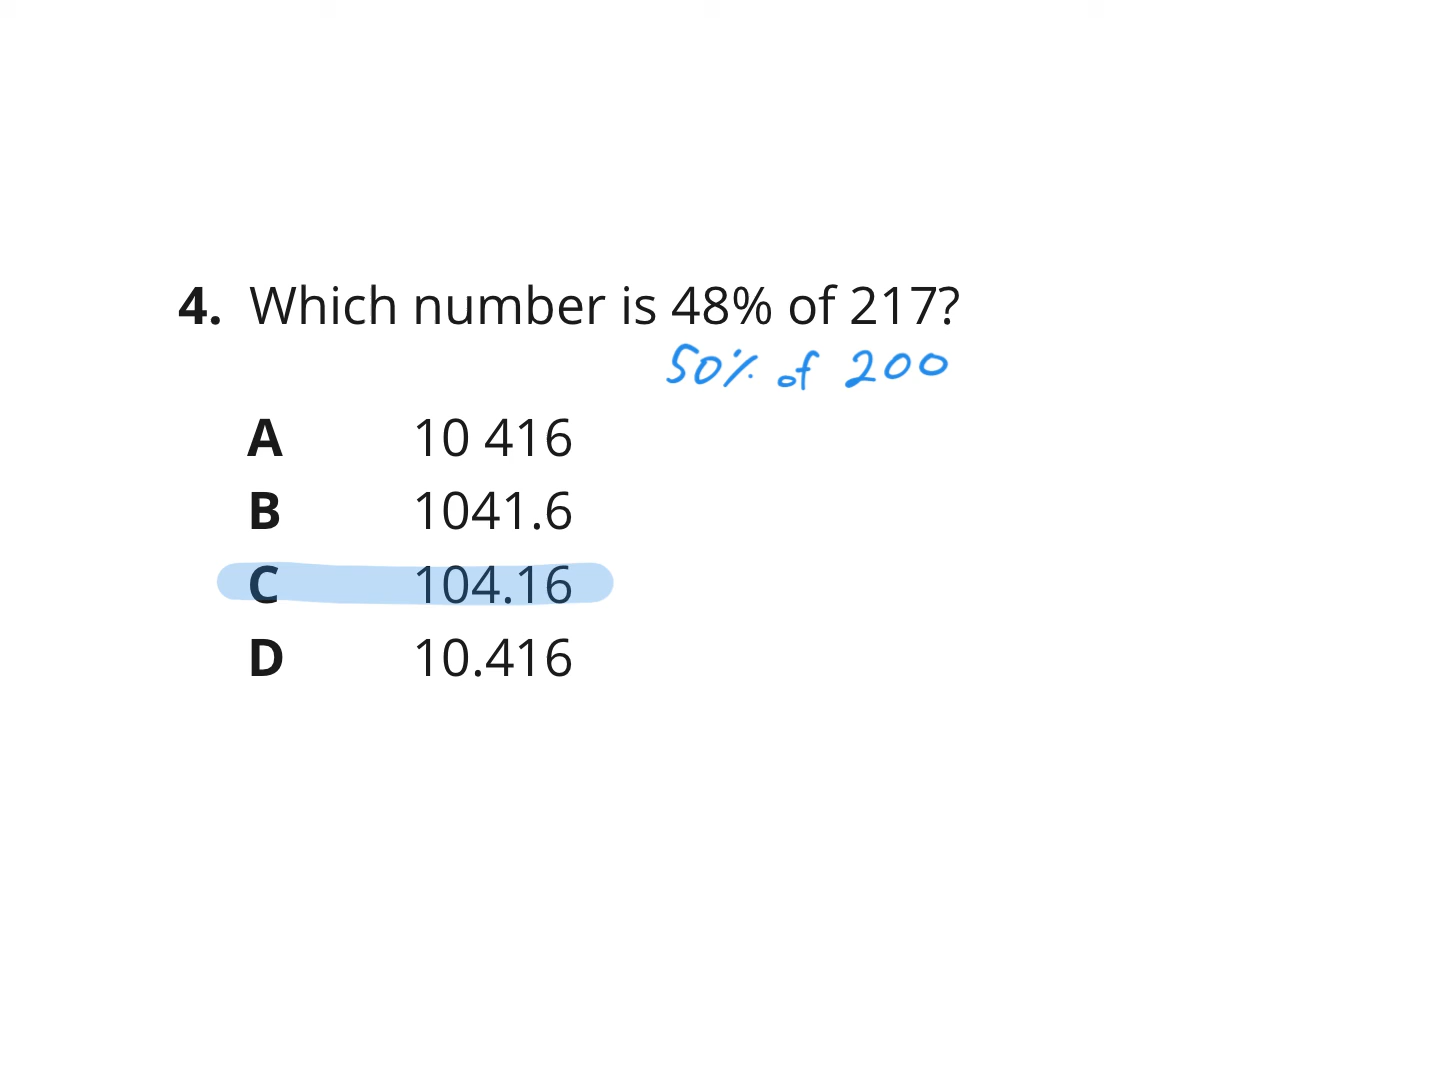 4. Which number is 48% of 217?
50% of 200
A 10 416
B 1041.6
C 104.16
D 10.416